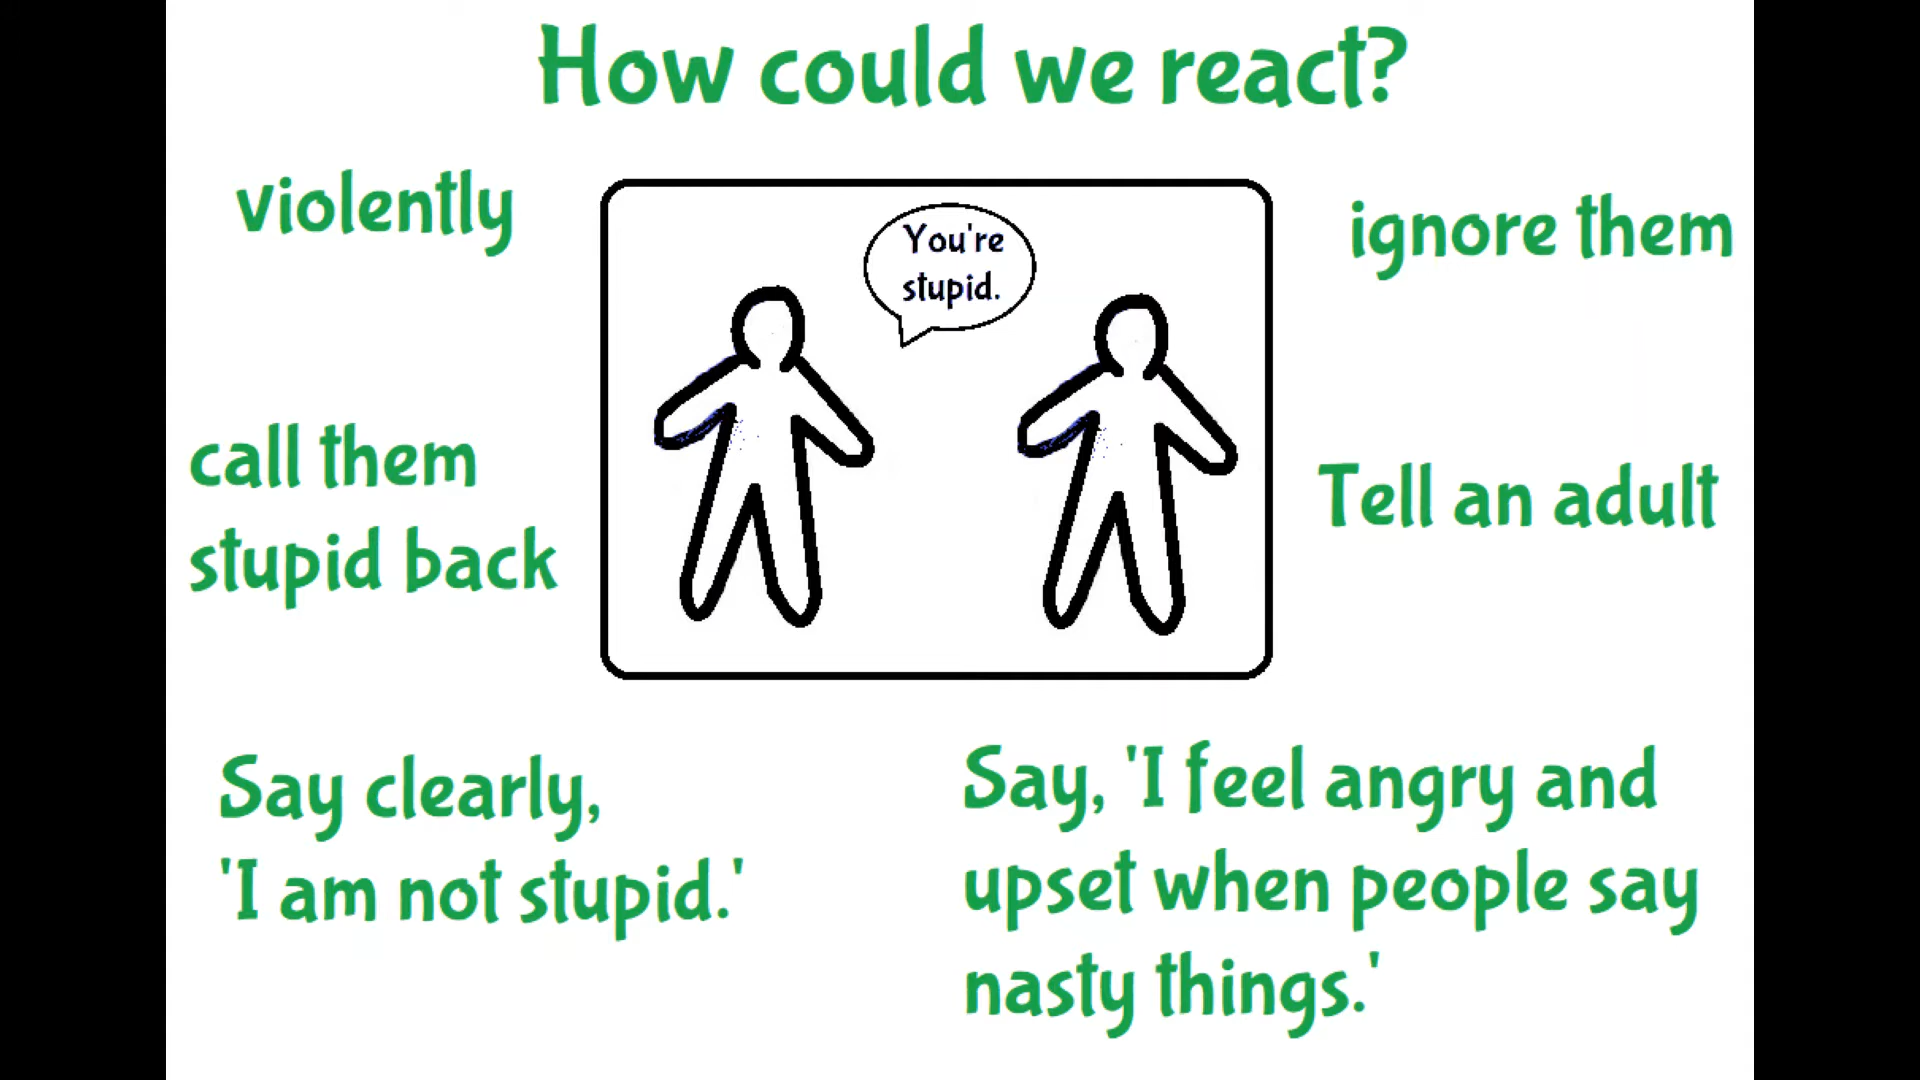 How could we react?
violently
You're
stupid.
ignore them
call them
stupid back
Tell an adult
Say clearly,
'I am not stupid.'
Say, 'I feel angry and
upset when people say
nasty things.'